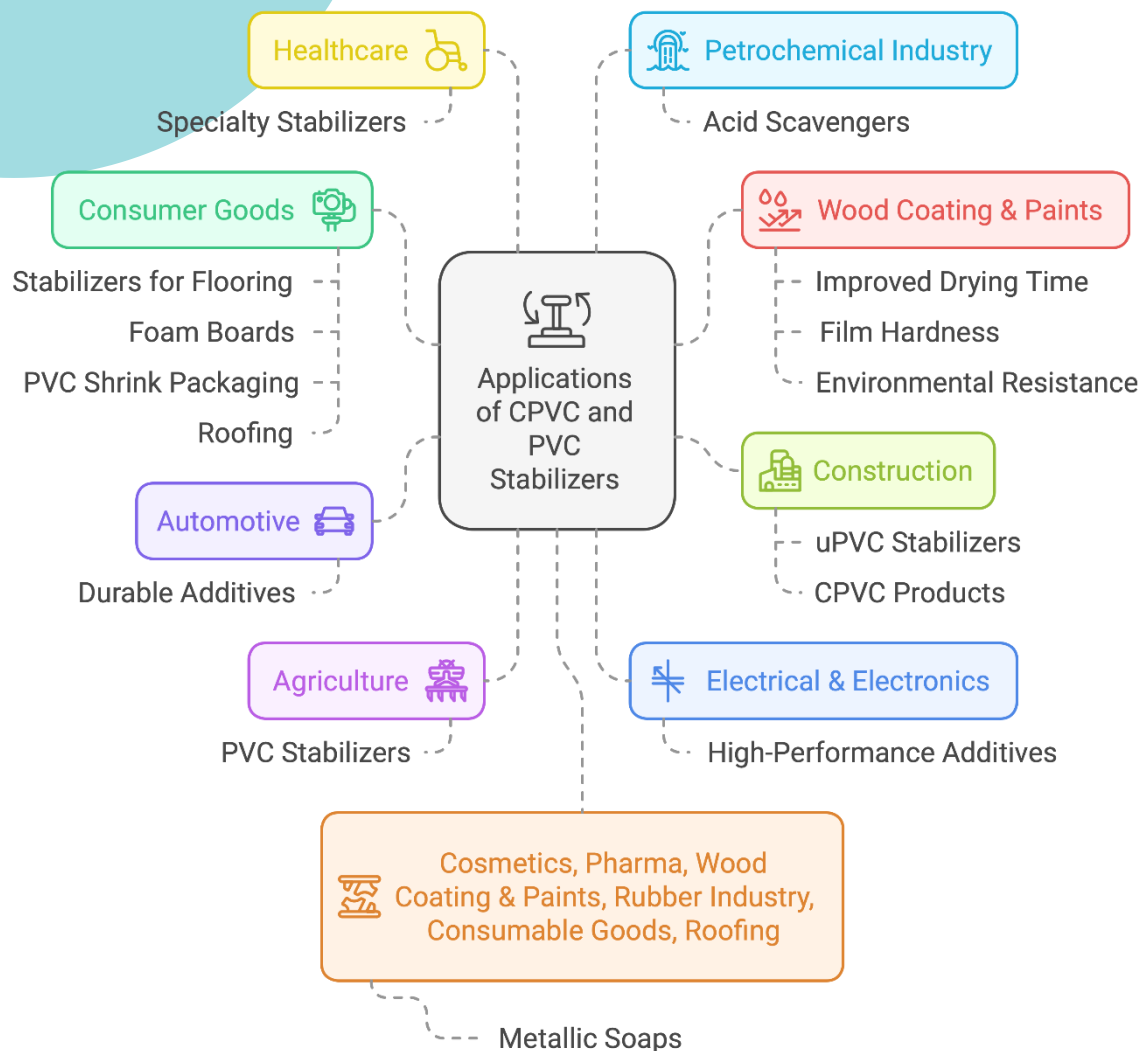 Healthcare
Specialty Stabilizers
Petrochemical Industry
Acid Scavengers
Consumer Goods
Stabilizers for Flooring
Foam Boards
PVC Shrink Packaging
Roofing
Wood Coating & Paints
Improved Drying Time
Film Hardness
Environmental Resistance
Applications
of CPVC and
PVC
Stabilizers
Automotive
Durable Additives
Construction
uPVC Stabilizers
CPVC Products
Agriculture
PVC Stabilizers
Electrical & Electronics
High-Performance Additives
Cosmetics, Pharma, Wood
Coating & Paints, Rubber Industry,
Consumable Goods, Roofing
Metallic Soaps